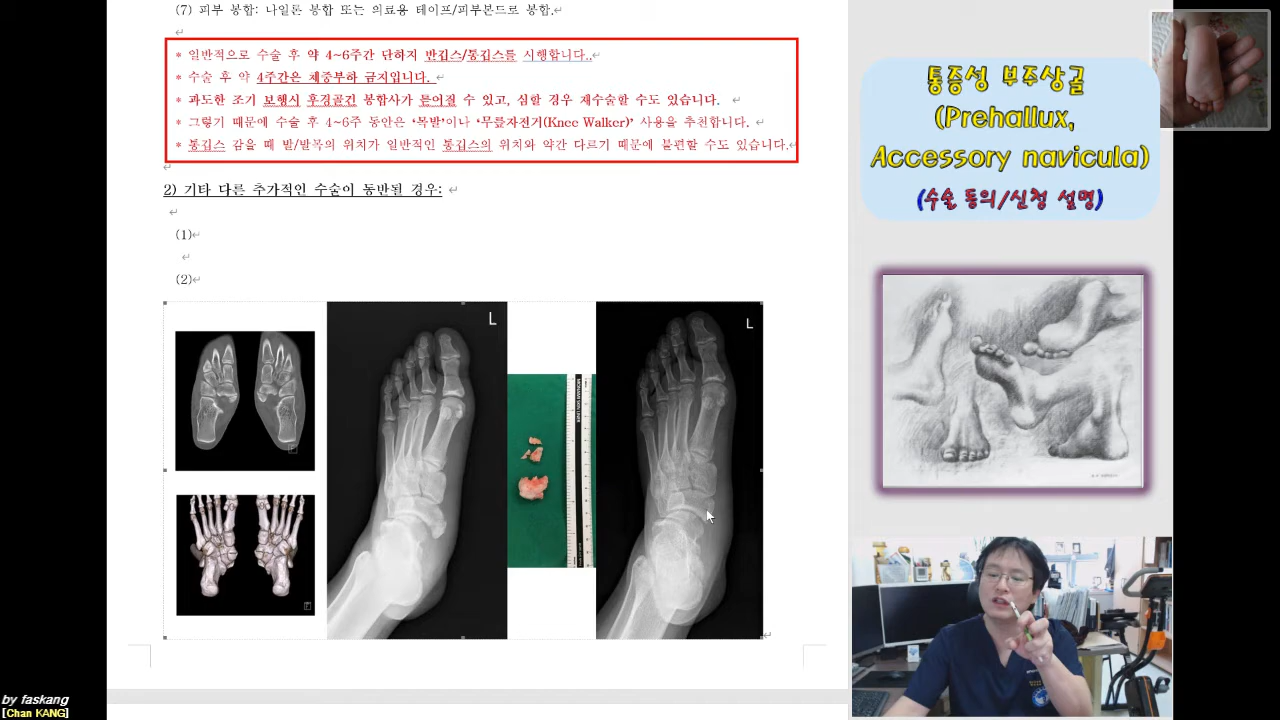 (7) 피부 봉합: 나일론 봉합 또는 의료용 테이프/피부본드로 봉합.
* 일반적으로 수술 후 약 4~6주간 단하지 반깁스/통깁스를 시행합니다..
* 수술 후 약 4주간은 체중부하 금지입니다.
* 과도한 조기 보행시 후경골건 봉합사가 뜯어질 수 있고, 심할 경우 재수술할 수도 있습니다.
* 그렇기 때문에 수술 후 4~6주 동안은 '목발'이나 '무릎자전거(Knee Walker)' 사용을 추천합니다.
* 통깁스 감을 때 발/발목의 위치가 일반적인 통깁스의 위치와 약간 다르기 때문에 불편할 수도 있습니다.
2) 기타 다른 추가적인 수술이 동반될 경우:
(1)
(2)
L
L
통증성 부주상골
(Prehallux,
Accessory navicula)
(수술 동의/신청 설명)
by faskang
[Chan KANG]